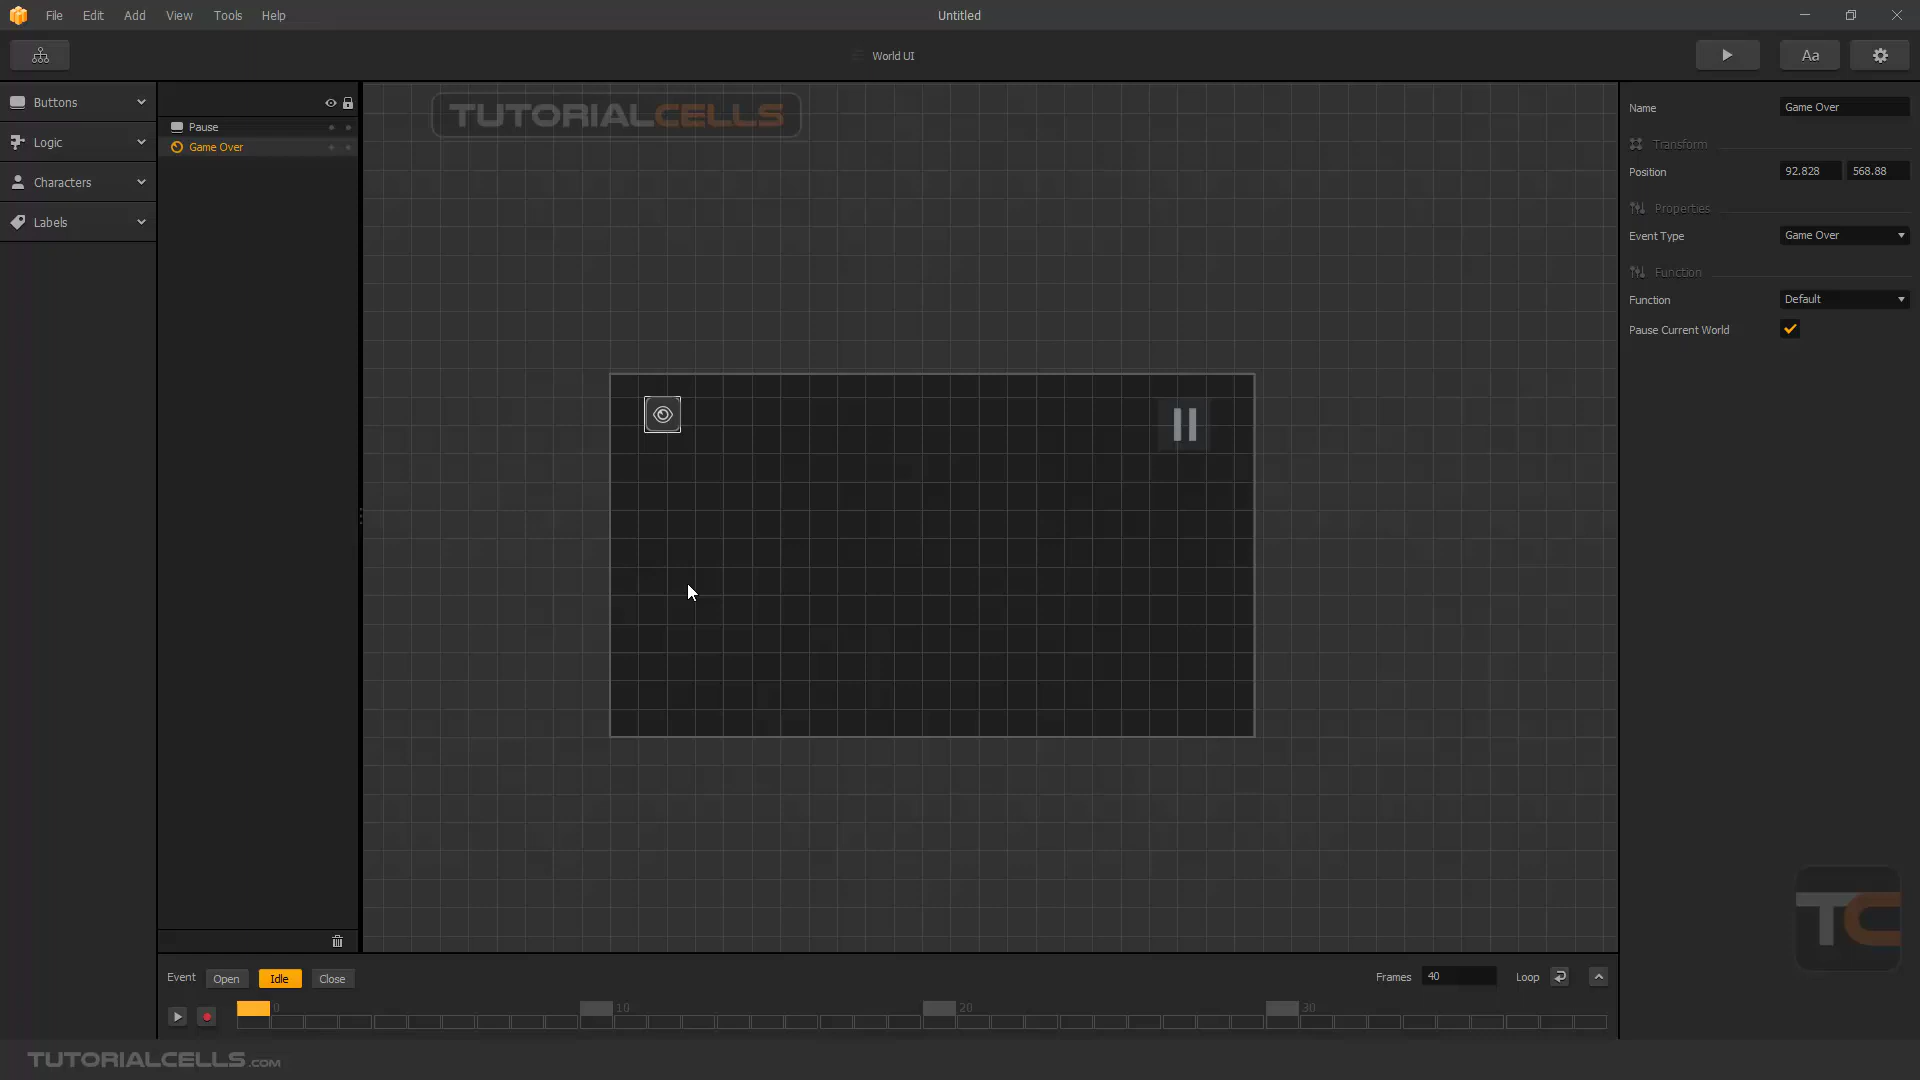 File Edit Add View Tools Help
Untitled
World UI
Aa
Buttons
Logic
Characters
Labels
Pause
Game Over
TUTORIALCELLS
Name Game Over
Transform
Position 92.828 568.88
Properties
Event Type Game Over
Function
Function Default
Pause Current World
TC
Event Open Idle Close
Frames 40 Loop
0 10 20 30
TUTORIALCELLS.COM